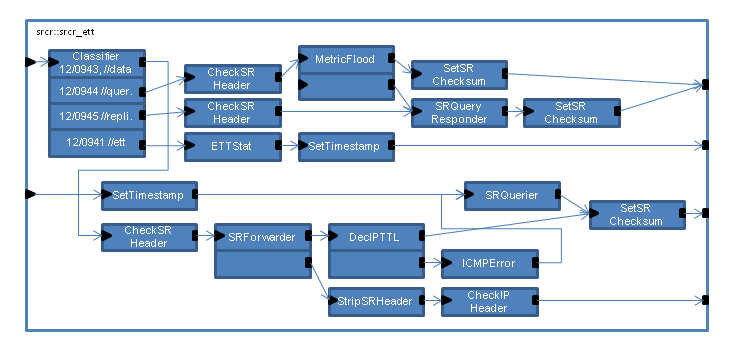 srcr::srcr_ett
Classifier
12/0943, //data
12/0944 //quer.
12/0945 //repli.
12/0941 //ett
CheckSR
Header
MetricFlood
SetSR
Checksum
CheckSR
Header
SRQuery
Responder
SetSR
Checksum
ETTStat
SetTimestamp
SetTimestamp
SRQuerier
SetSR
Checksum
CheckSR
Header
SRForwarder
DecIPTTL
ICMPError
StripSRHeader
CheckIP
Header